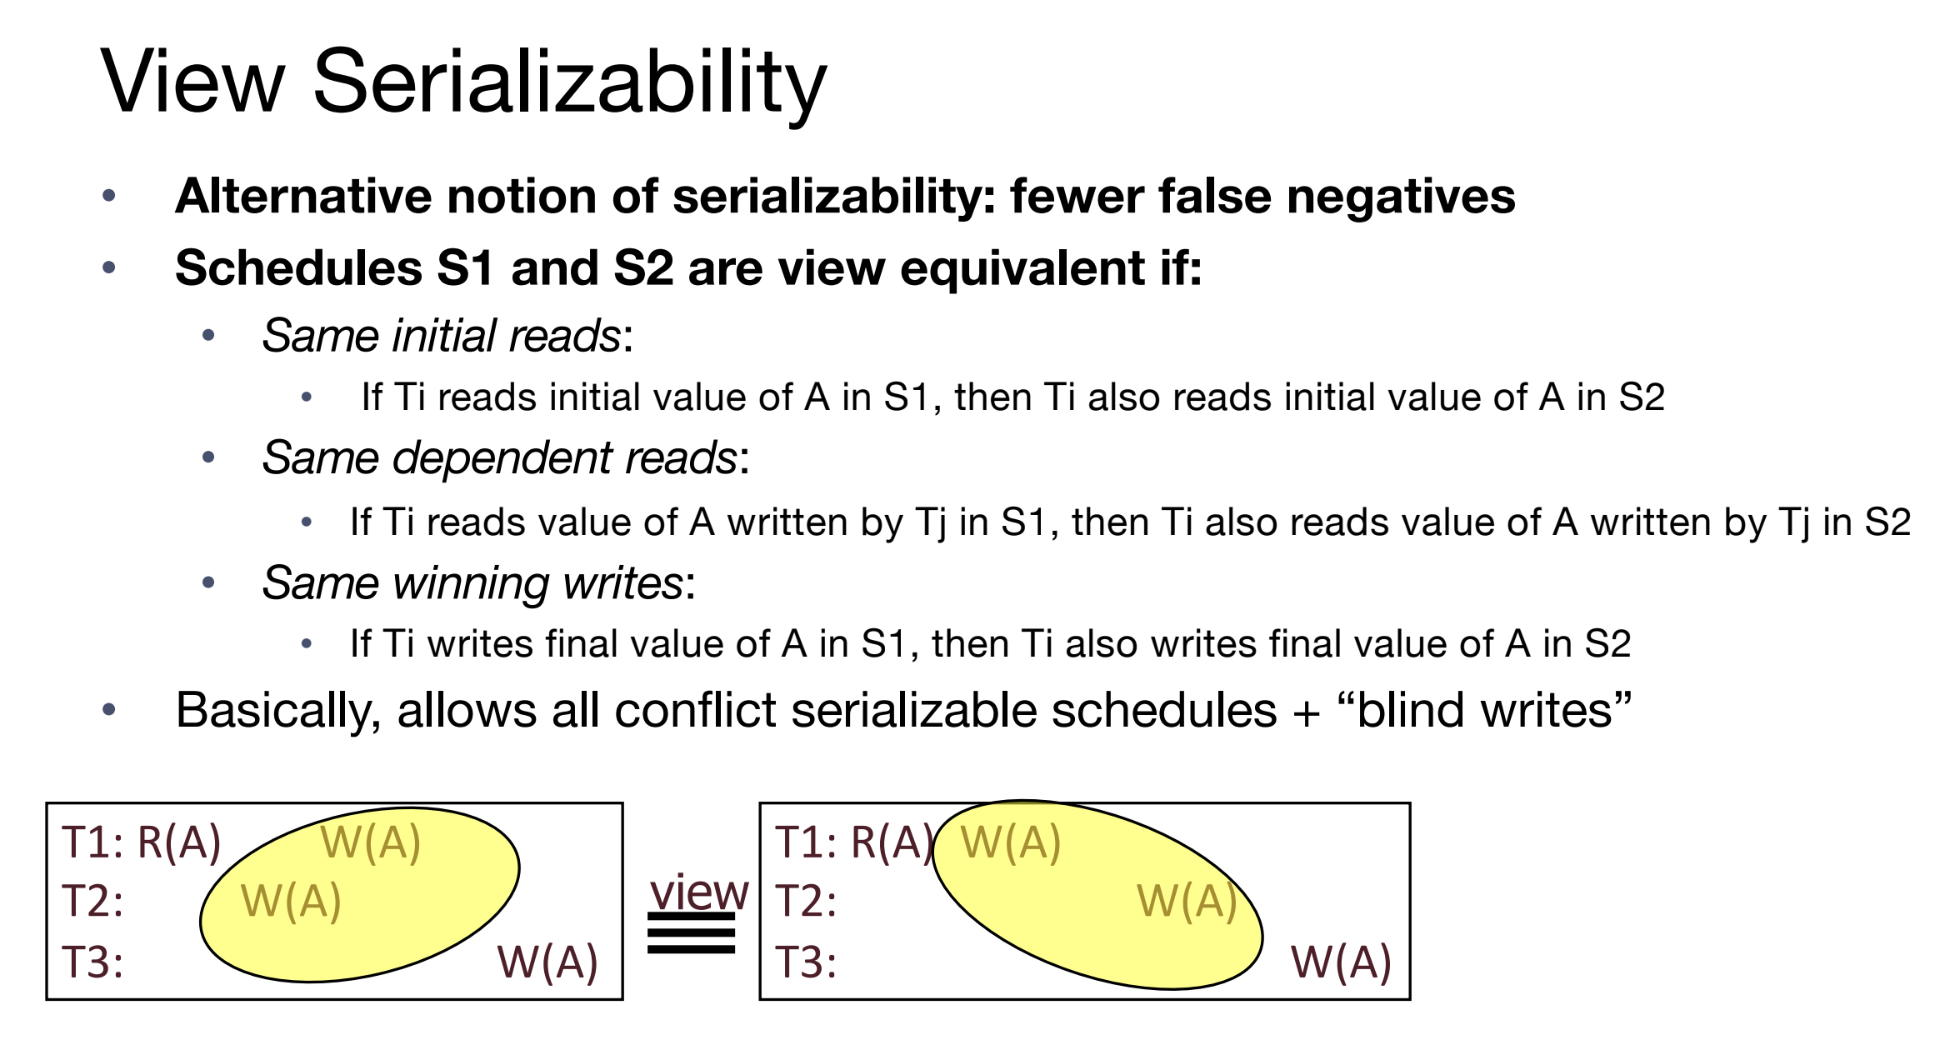 View Serializability
• Alternative notion of serializability: fewer false negatives
• Schedules S1 and S2 are view equivalent if:
• Same initial reads:
• If Ti reads initial value of A in S1, then Ti also reads initial value of A in S2
• Same dependent reads:
• If Ti reads value of A written by Tj in S1, then Ti also reads value of A written by Tj in S2
• Same winning writes:
• If Ti writes final value of A in S1, then Ti also writes final value of A in S2
• Basically, allows all conflict serializable schedules + “blind writes”
T1: R(A) W(A)
T2: W(A)
T3: W(A)
view
T1: R(A) W(A)
T2: W(A)
T3: W(A)